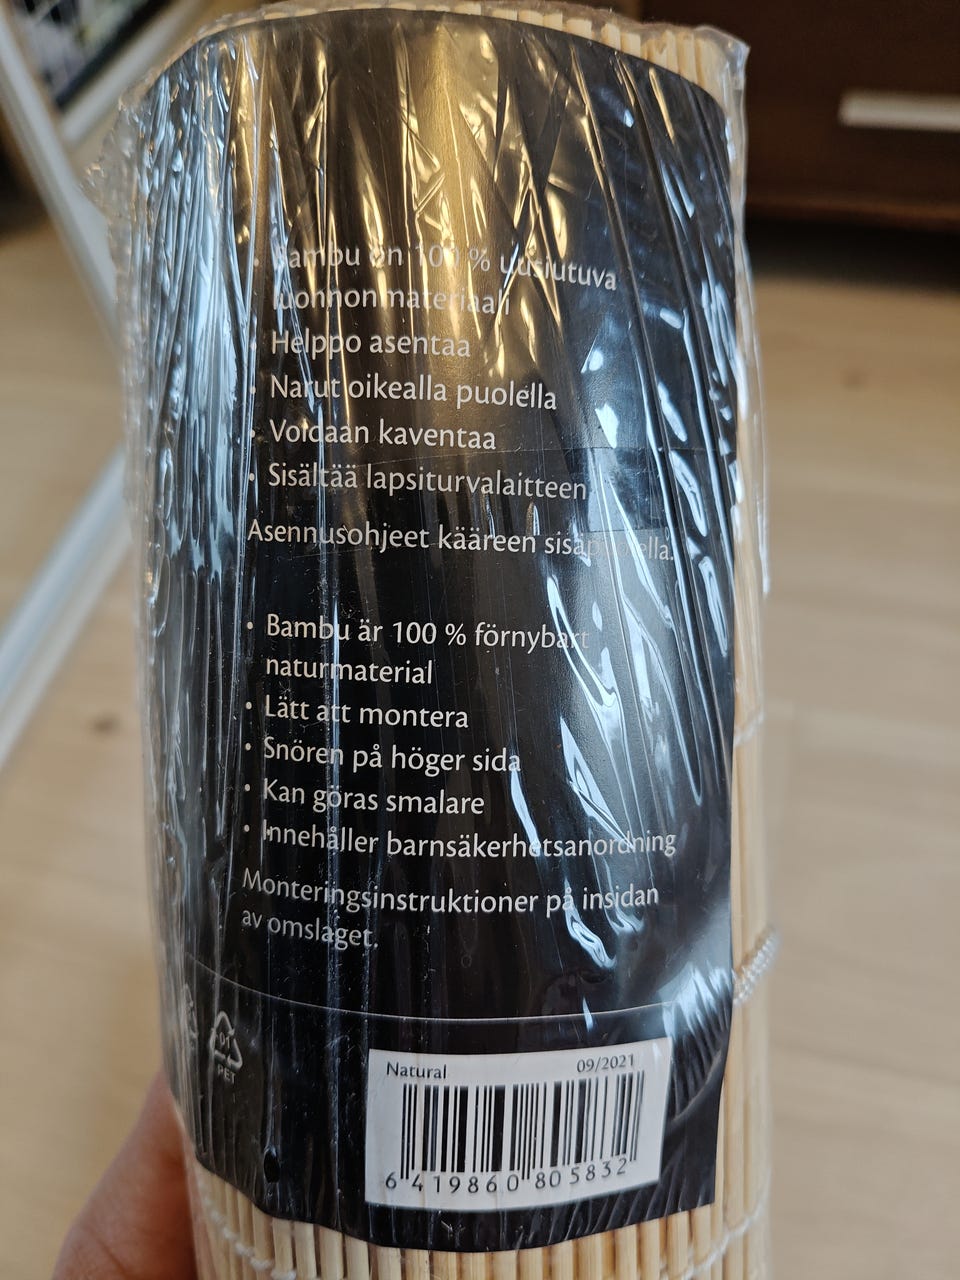 • Bambu on 100 % uusiutuva
luonnonmateriaali
• Helppo asentaa
• Narut oikealla puolella
• Voidaan kaventaa
• Sisältää lapsiturvalaitteen
Asennusohjeet kääreen sisäpuolella.
• Bambu är 100 % förnybart
naturmaterial
• Lätt att montera
• Snören på höger sida
• Kan göras smalare
• Innehåller barnsäkerhetsanordning
Monteringsinstruktioner på insidan
av omslaget.
01
PET
Natural 09/2021
6 419860 805832